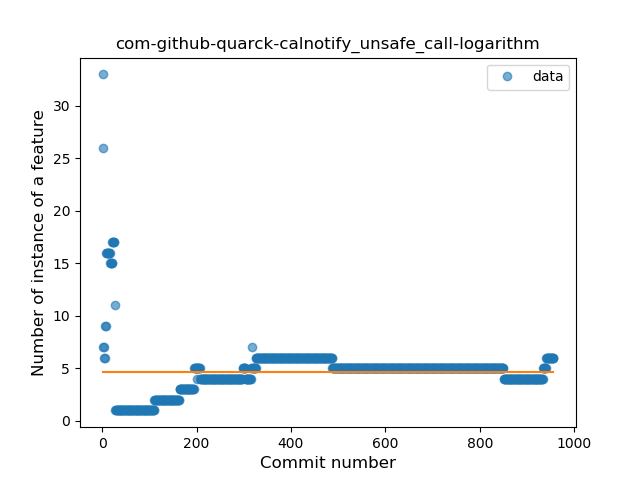 com-github-quarck-calnotify_unsafe_call-logarithm
data
Number of instance of a feature
30
25
20
15
10
5
0
0 200 400 600 800 1000
Commit number